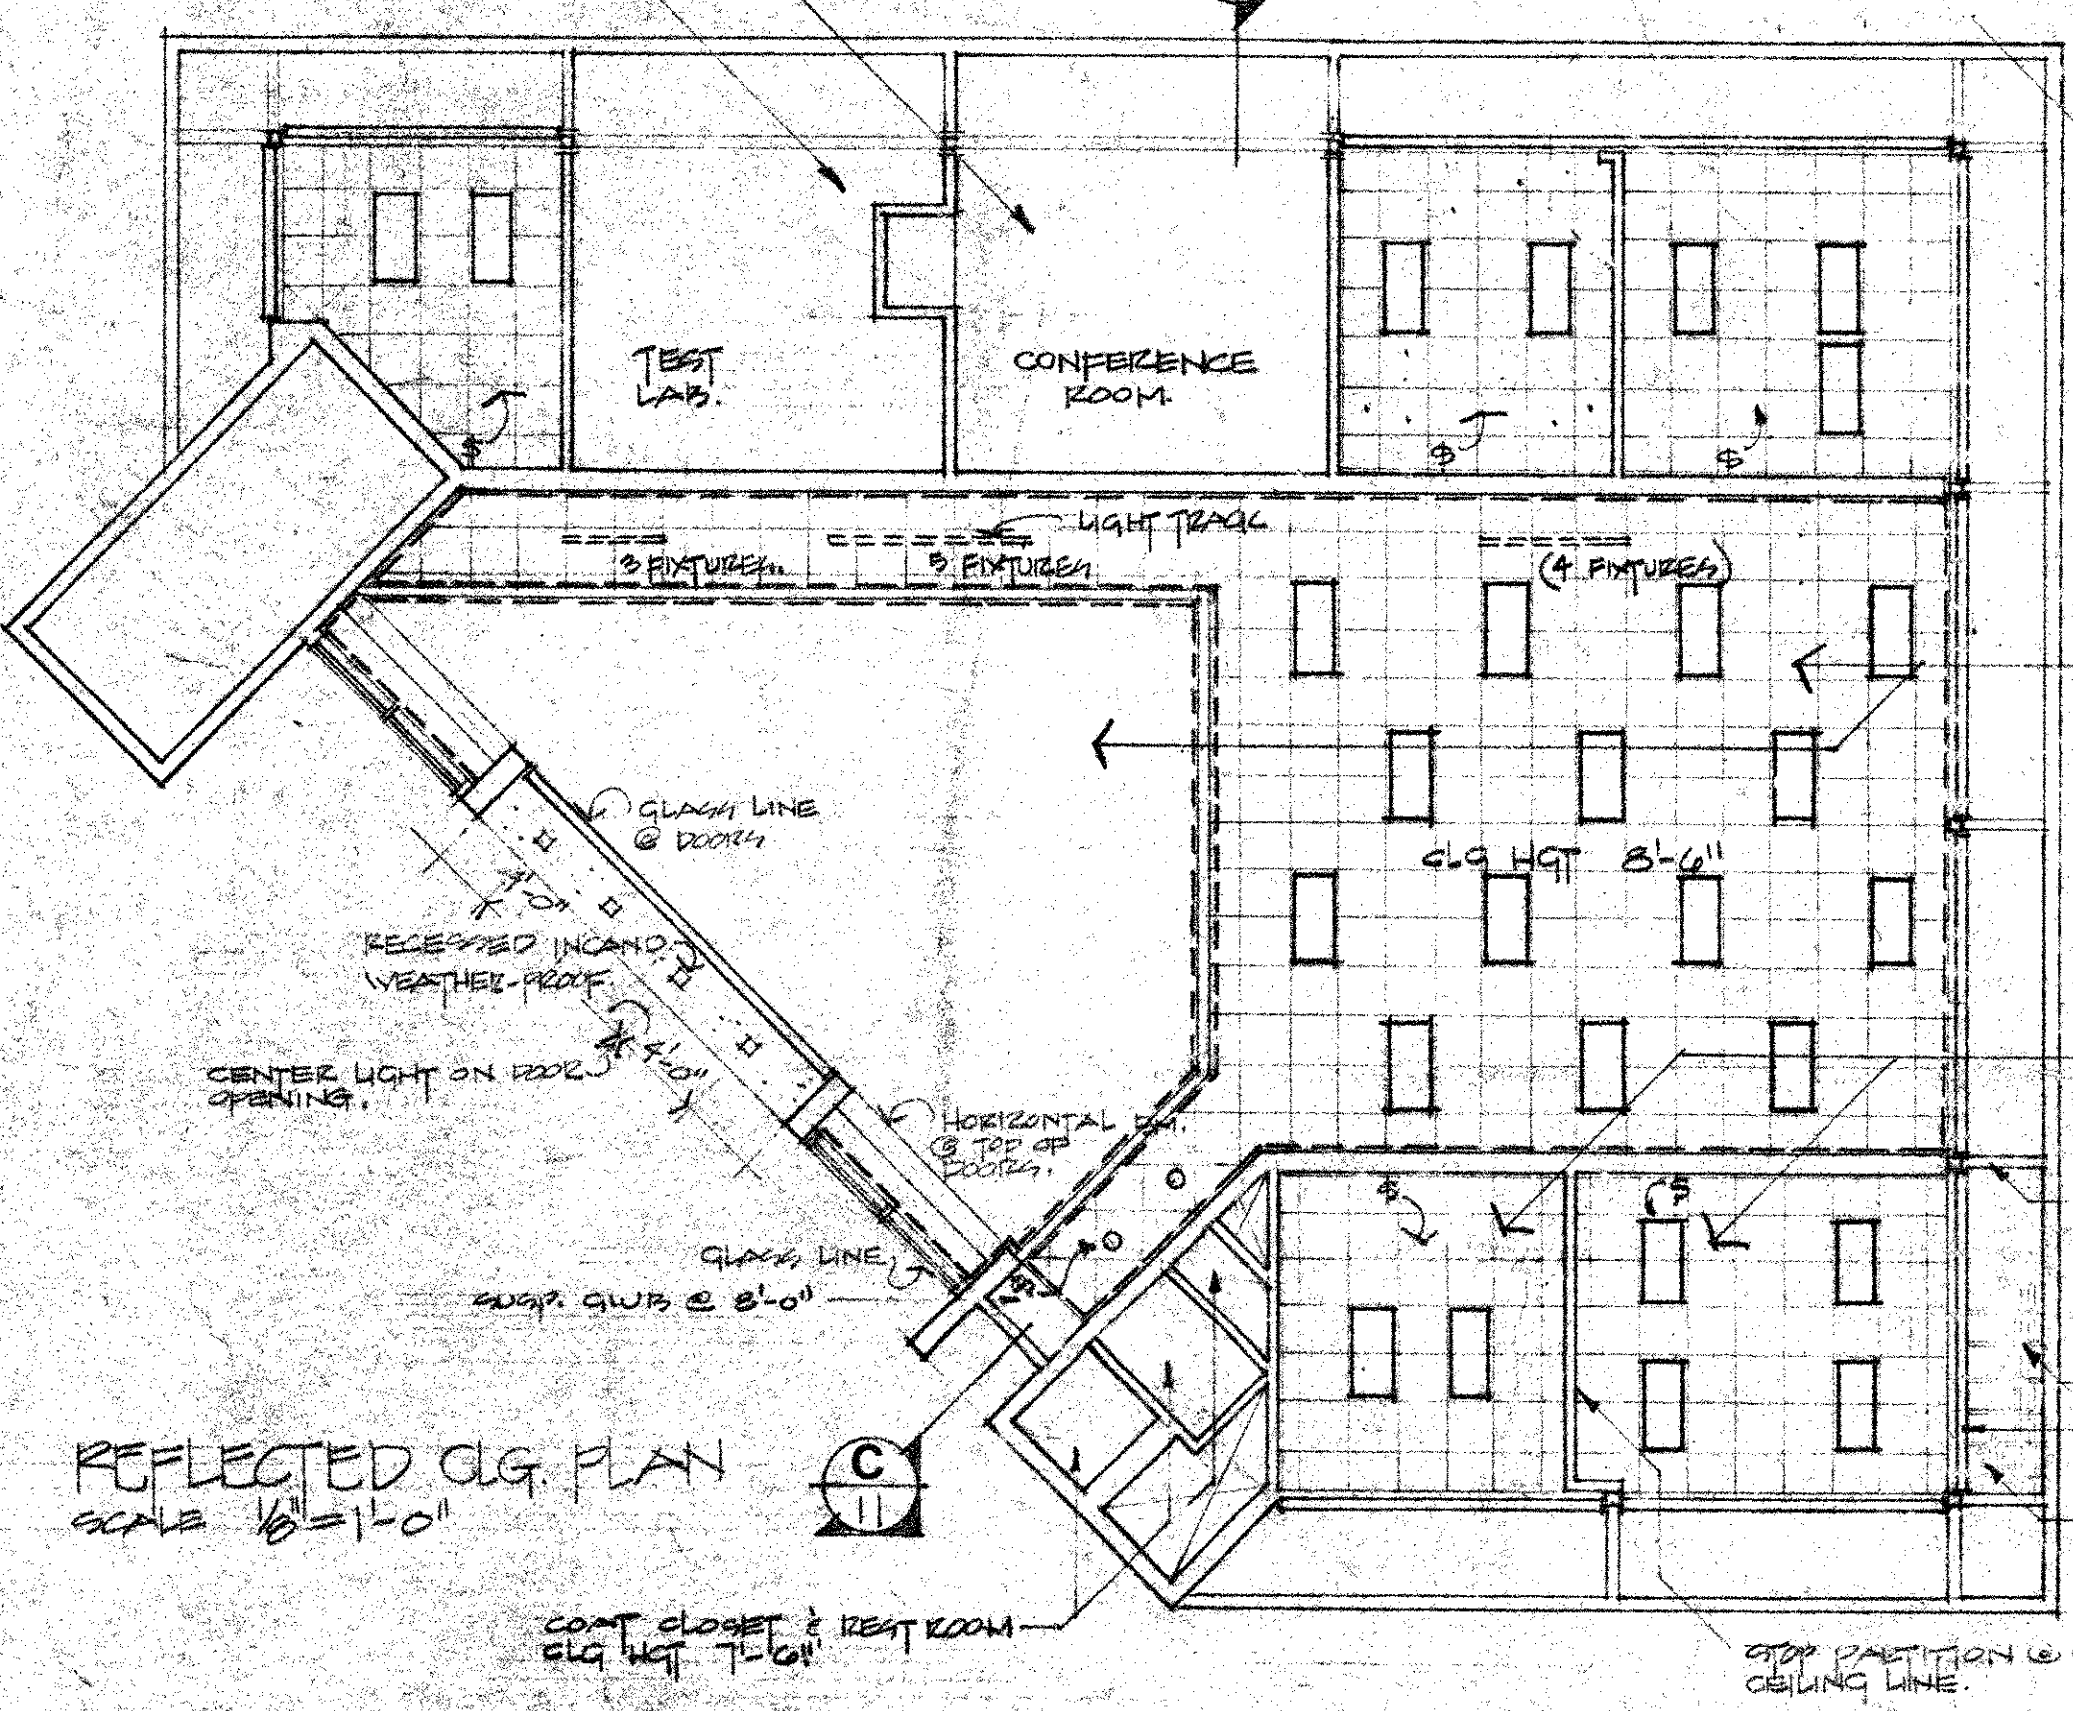 TEST
LAB.
CONFERENCE
ROOM.
$
$
$
LIGHT TRACK
3 FIXTURES.
5 FIXTURES
(4 FIXTURES)
GLASS LINE
@ DOORS
CLG HGT 8'-6"
7'-0"
RECESSED INCAND.
WEATHER-PROOF.
4'-0"
CENTER LIGHT ON DOOR
OPENING.
HORIZONTAL
@ TOP OF
DOORS.
$
$
GLASS LINE
SUSP. GWB @ 8'-0"
$
REFLECTED CLG. PLAN
SCALE 1/8"=1'-0"
C
11
COAT CLOSET & REST ROOM
CLG HGT 7'-6"
STOP PARTITION @
CEILING LINE.